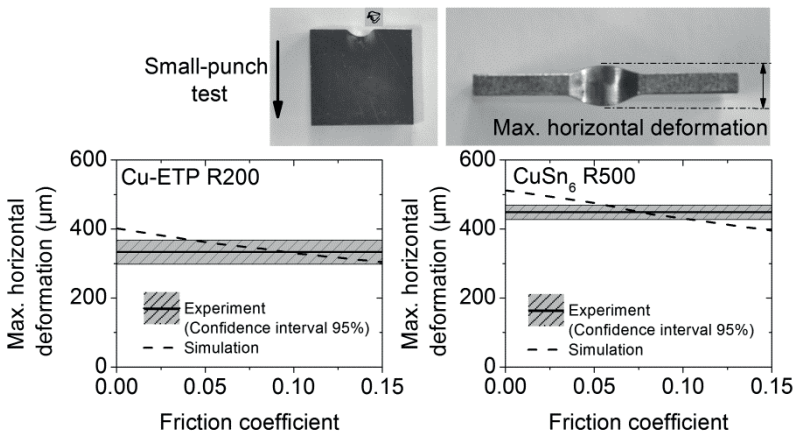 Small-punch
test
Max. horizontal deformation
Max. horizontal
deformation (µm)
600
400
200
0
Cu-ETP R200
Experiment
(Confidence interval 95%)
Simulation
0.00 0.05 0.10 0.15
Friction coefficient
Max. horizontal
deformation (µm)
600
400
200
0
CuSn₆ R500
Experiment
(Confidence interval 95%)
Simulation
0.00 0.05 0.10 0.15
Friction coefficient